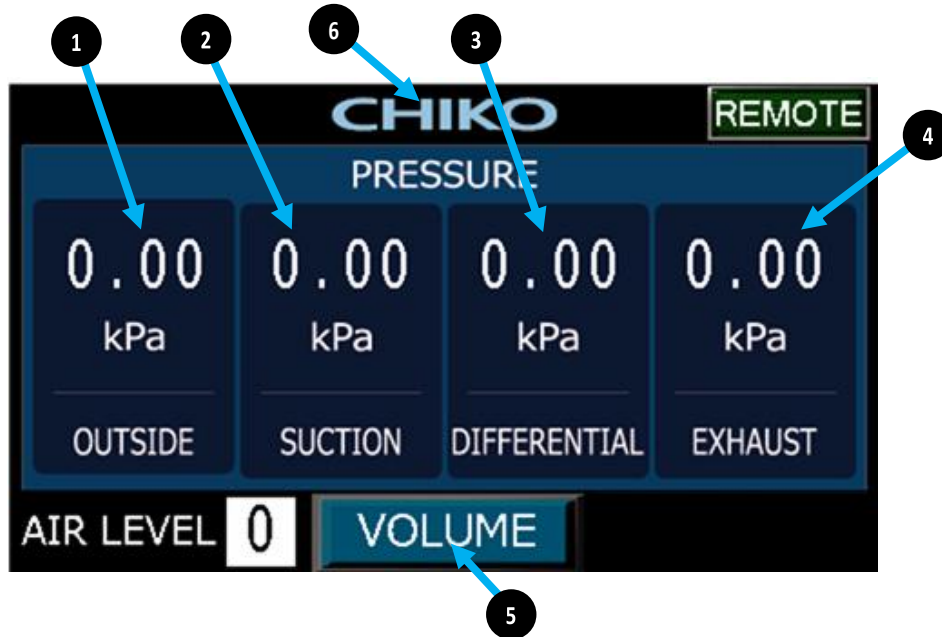 1 2 6 3
CHIKO REMOTE
4
PRESSURE
0.00 0.00 0.00 0.00
kPa kPa kPa kPa
OUTSIDE SUCTION DIFFERENTIAL EXHAUST
AIR LEVEL 0 VOLUME
5